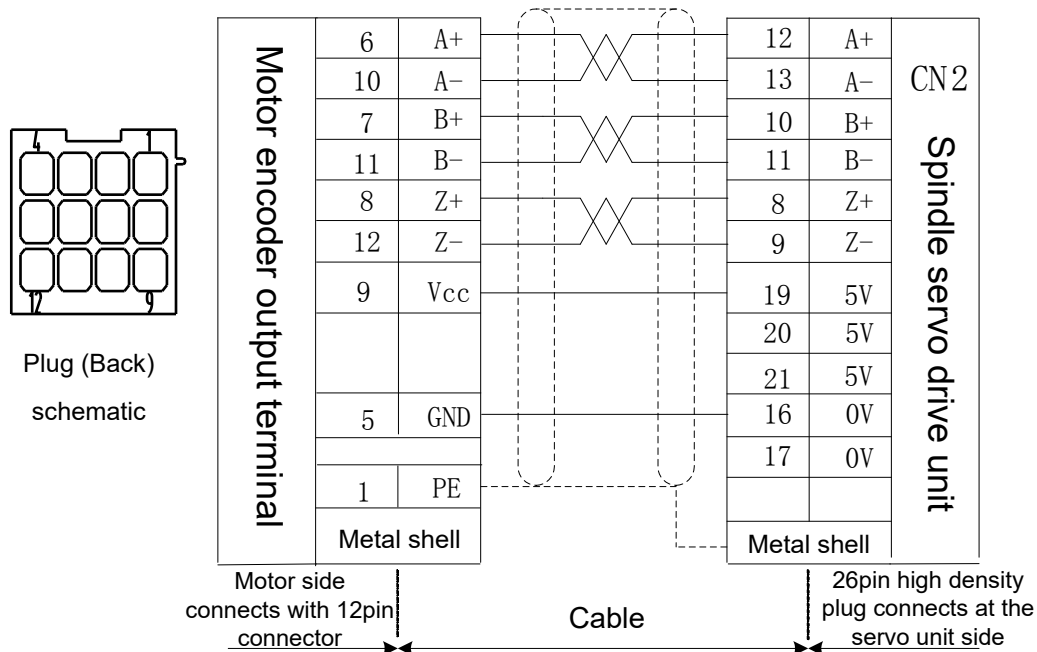 4 1
12 9
Plug (Back)
schematic
Motor encoder output terminal
6 A+
10 A-
7 B+
11 B-
8 Z+
12 Z-
9 Vcc
5 GND
1 PE
Metal shell
12 A+
13 A-
10 B+
11 B-
8 Z+
9 Z-
19 5V
20 5V
21 5V
16 0V
17 0V
Metal shell
CN2
Spindle servo drive unit
Motor side
connects with 12pin
connector
Cable
26pin high density
plug connects at the
servo unit side